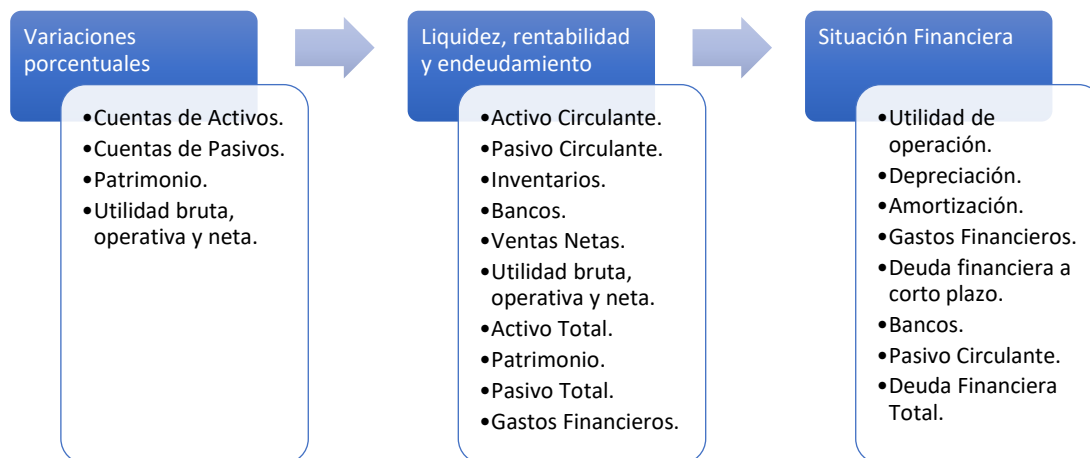 Variaciones
porcentuales
•Cuentas de Activos.
•Cuentas de Pasivos.
•Patrimonio.
•Utilidad bruta,
operativa y neta.
Liquidez, rentabilidad
y endeudamiento
•Activo Circulante.
•Pasivo Circulante.
•Inventarios.
•Bancos.
•Ventas Netas.
•Utilidad bruta,
operativa y neta.
•Activo Total.
•Patrimonio.
•Pasivo Total.
•Gastos Financieros.
Situación Financiera
•Utilidad de
operación.
•Depreciación.
•Amortización.
•Gastos Financieros.
•Deuda financiera a
corto plazo.
•Bancos.
•Pasivo Circulante.
•Deuda Financiera
Total.